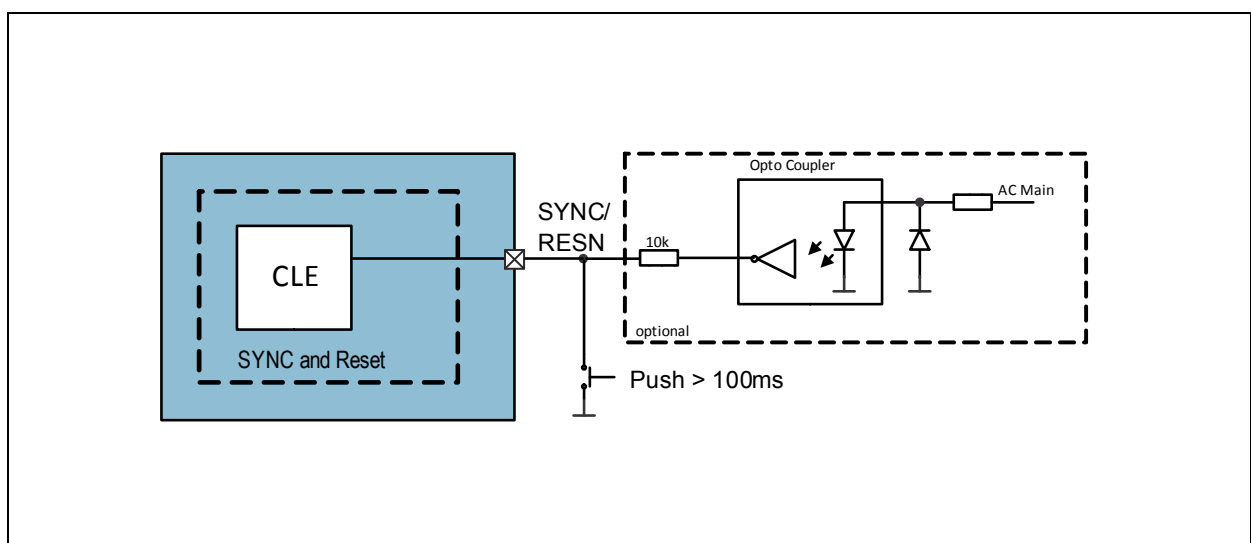 Opto Coupler
AC Main
SYNC/
RESN
10k
CLE
optional
SYNC and Reset
Push > 100ms